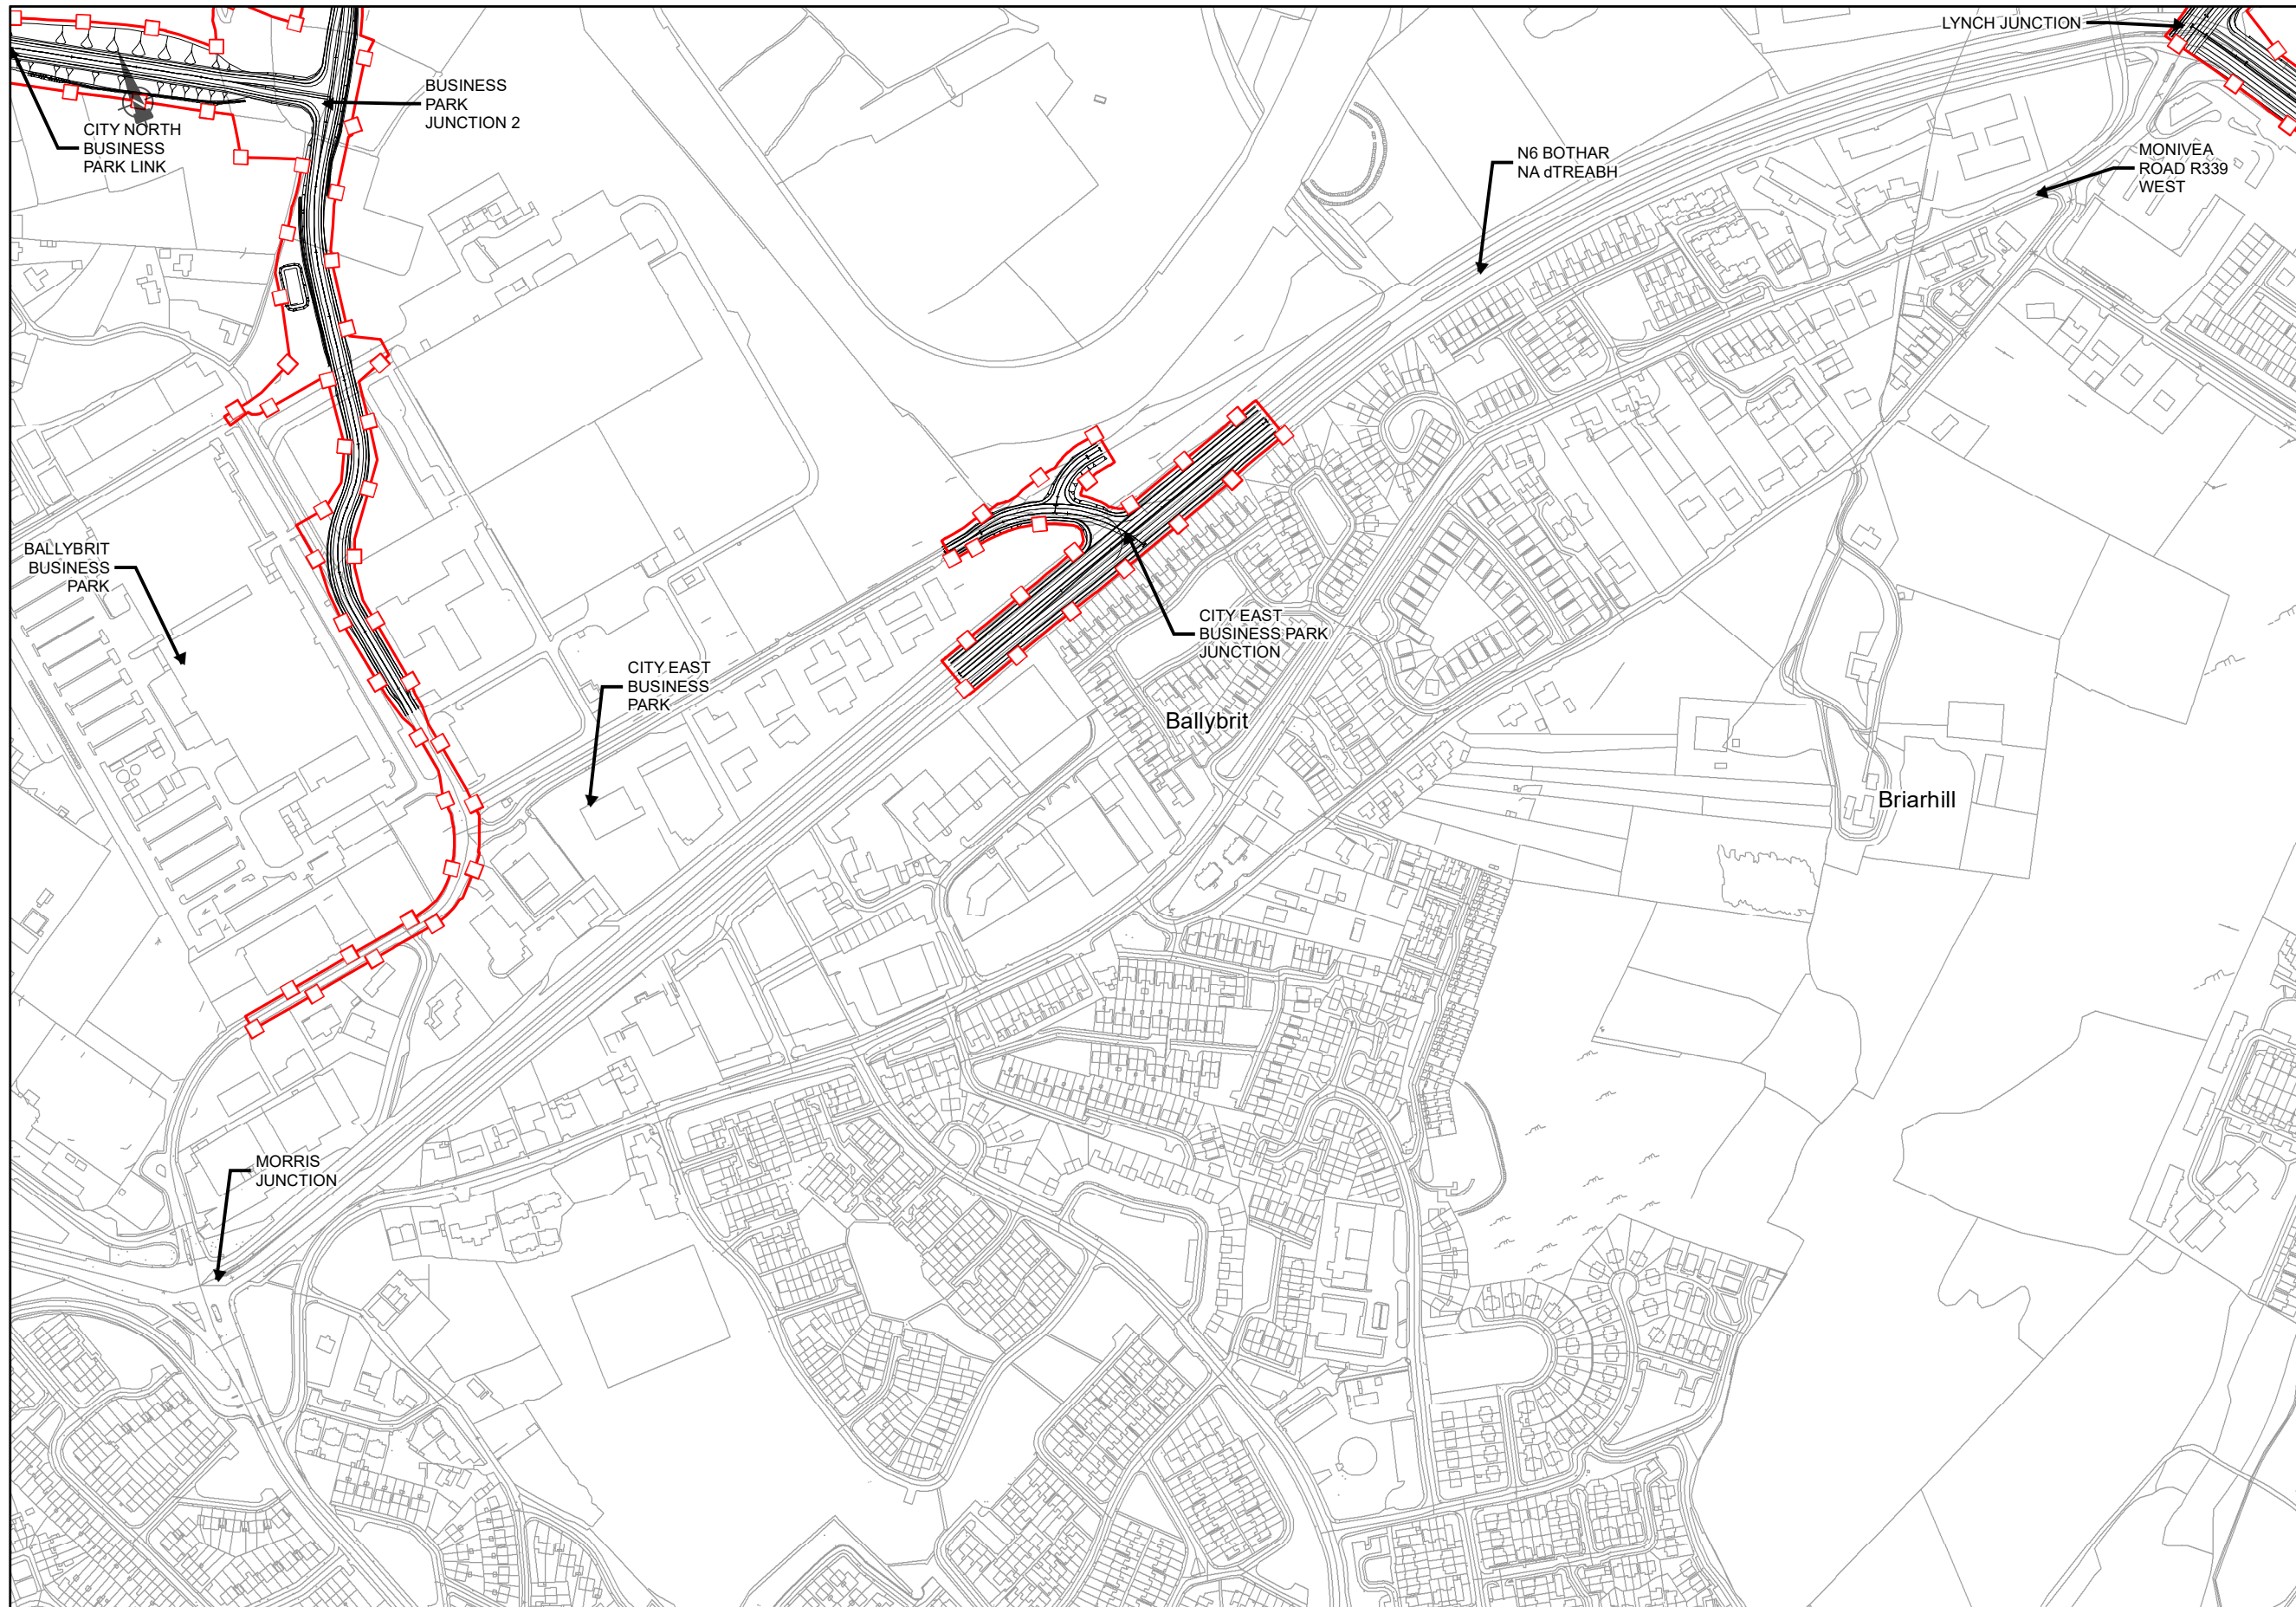 LYNCH JUNCTION
BUSINESS
PARK
JUNCTION 2
CITY NORTH
BUSINESS
PARK LINK
N6 BOTHAR
NA dTREABH
MONIVEA
ROAD R339
WEST
BALLYBRIT
BUSINESS
PARK
CITY EAST
BUSINESS PARK
JUNCTION
CITY EAST
BUSINESS
PARK
Ballybrit
Briarhill
MORRIS
JUNCTION